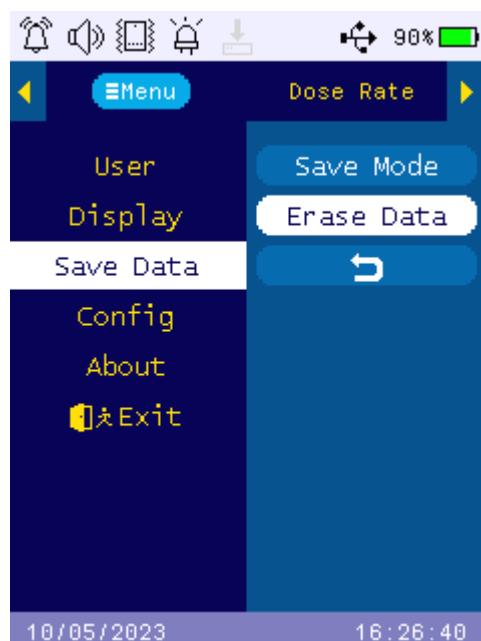 90%
Menu Dose Rate
User
Display
Save Data
Config
About
Exit
Save Mode
Erase Data
10/05/2023 16:26:40